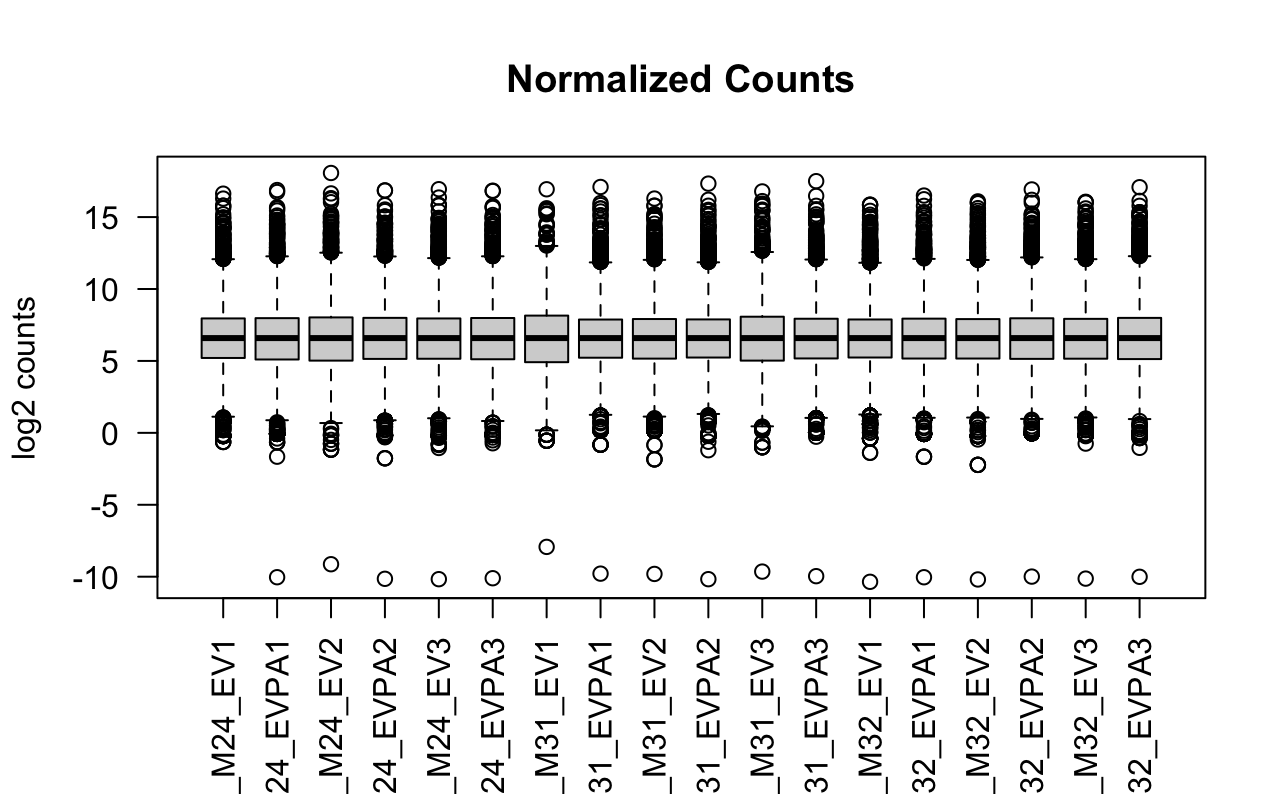 Normalized Counts
log2 counts
15
10
5
0
-5
-10
_M24_EV1
24_EVPA1
_M24_EV2
24_EVPA2
_M24_EV3
24_EVPA3
_M31_EV1
31_EVPA1
_M31_EV2
31_EVPA2
_M31_EV3
31_EVPA3
_M32_EV1
32_EVPA1
_M32_EV2
32_EVPA2
_M32_EV3
32_EVPA3